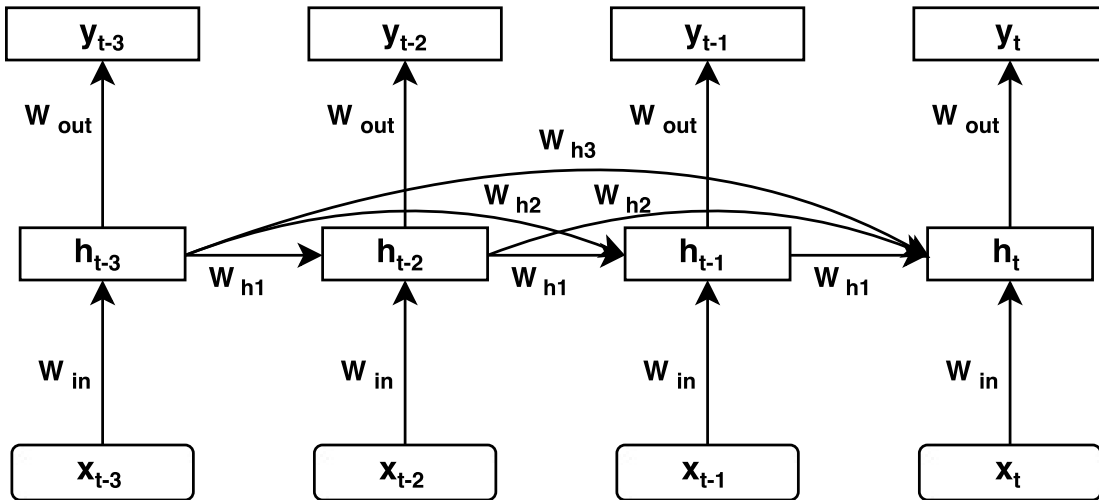 y t-3 y t-2 y t-1 y t
W out W out W out W out
W h3
W h2 W h2
h t-3 h t-2 h t-1 h t
W h1 W h1 W h1
W in W in W in W in
x t-3 x t-2 x t-1 x t